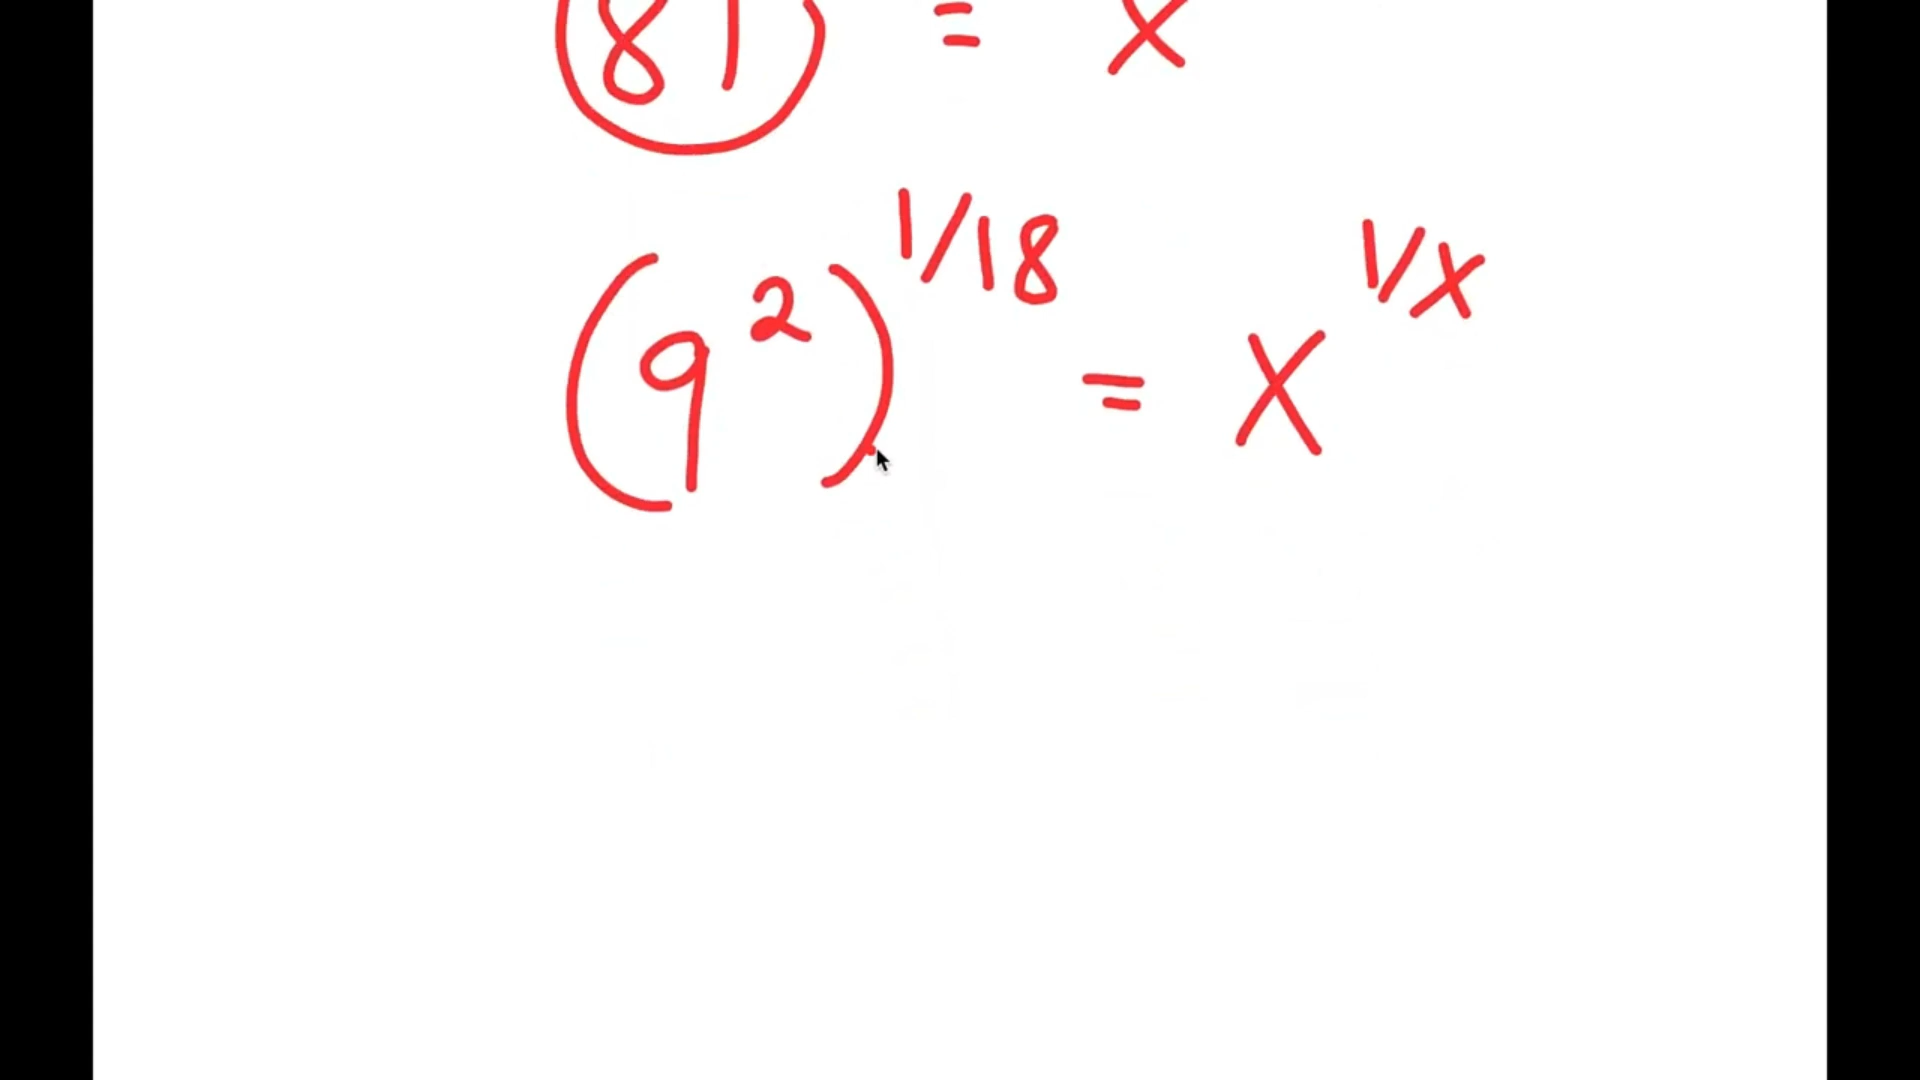 81 = X
(9²)^1/18 = X^1/X